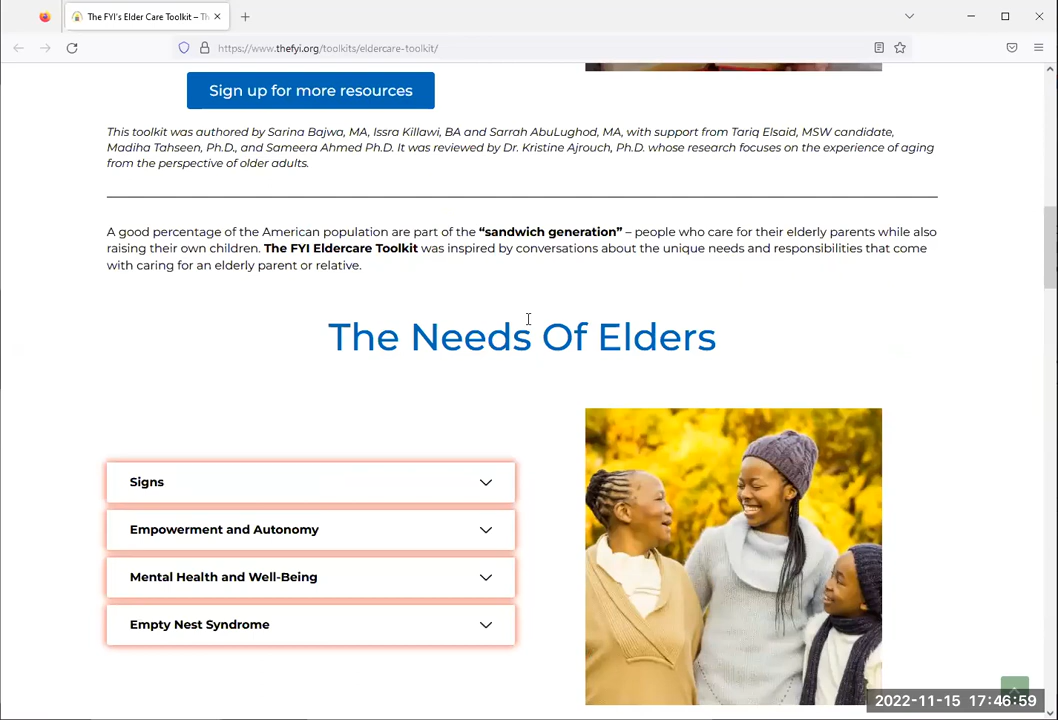 The FYI's Elder Care Toolkit – Th
https://www.thefyi.org/toolkits/eldercare-toolkit/
Sign up for more resources
This toolkit was authored by Sarina Bajwa, MA, Issra Killawi, BA and Sarrah AbuLughod, MA, with support from Tariq Elsaid, MSW candidate,
Madiha Tahseen, Ph.D., and Sameera Ahmed Ph.D. It was reviewed by Dr. Kristine Ajrouch, Ph.D. whose research focuses on the experience of aging
from the perspective of older adults.
A good percentage of the American population are part of the “sandwich generation” – people who care for their elderly parents while also
raising their own children. The FYI Eldercare Toolkit was inspired by conversations about the unique needs and responsibilities that come
with caring for an elderly parent or relative.
The Needs Of Elders
Signs
Empowerment and Autonomy
Mental Health and Well-Being
Empty Nest Syndrome
2022-11-15 17:46:59